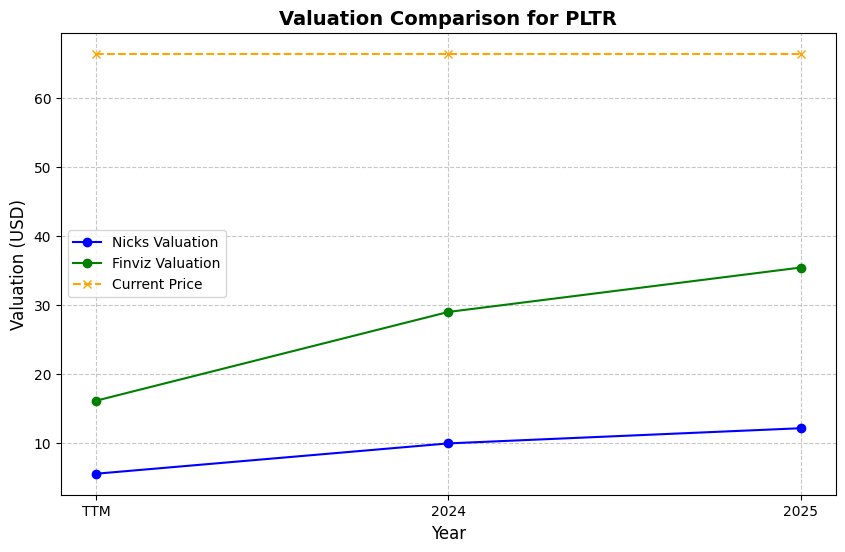 Valuation Comparison for PLTR
Valuation (USD)
60
50
40
30
20
10
Nicks Valuation
Finviz Valuation
Current Price
TTM
2024
2025
Year